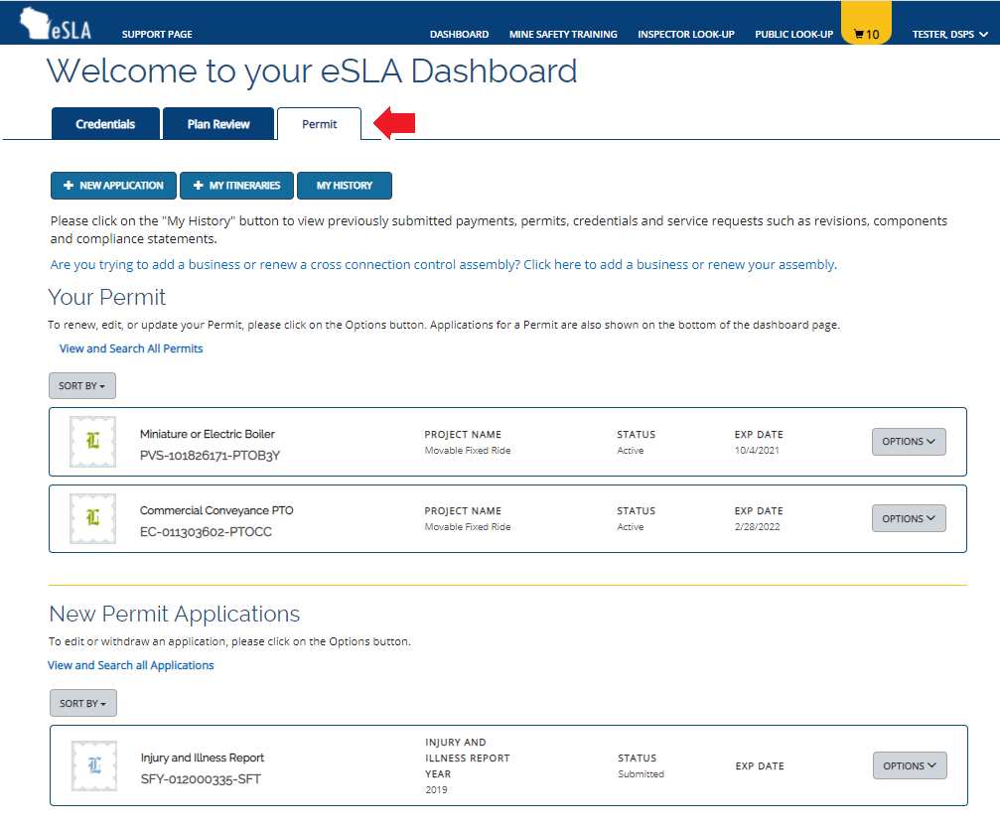 eSLA
SUPPORT PAGE
DASHBOARD
MINE SAFETY TRAINING
INSPECTOR LOOK-UP
PUBLIC LOOK-UP
10
TESTER, DSPS
Welcome to your eSLA Dashboard
Credentials
Plan Review
Permit
NEW APPLICATION
MY ITINERARIES
MY HISTORY
Please click on the "My History" button to view previously submitted payments, permits, credentials and service requests such as revisions, components
and compliance statements.
Are you trying to add a business or renew a cross connection control assembly? Click here to add a business or renew your assembly.
Your Permit
To renew, edit, or update your Permit, please click on the Options button. Applications for a Permit are also shown on the bottom of the dashboard page.
View and Search All Permits
SORT BY
L
Miniature or Electric Boiler
PVS-101826171-PTOB3Y
PROJECT NAME
Movable Fixed Ride
STATUS
Active
EXP DATE
10/4/2021
OPTIONS
L
Commercial Conveyance PTO
EC-011303602-PTOCC
PROJECT NAME
Movable Fixed Ride
STATUS
Active
EXP DATE
2/28/2022
OPTIONS
New Permit Applications
To edit or withdraw an application, please click on the Options button.
View and Search all Applications
SORT BY
L
Injury and Illness Report
SFY-012000335-SFT
INJURY AND
ILLNESS REPORT
YEAR
2019
STATUS
Submitted
EXP DATE
OPTIONS